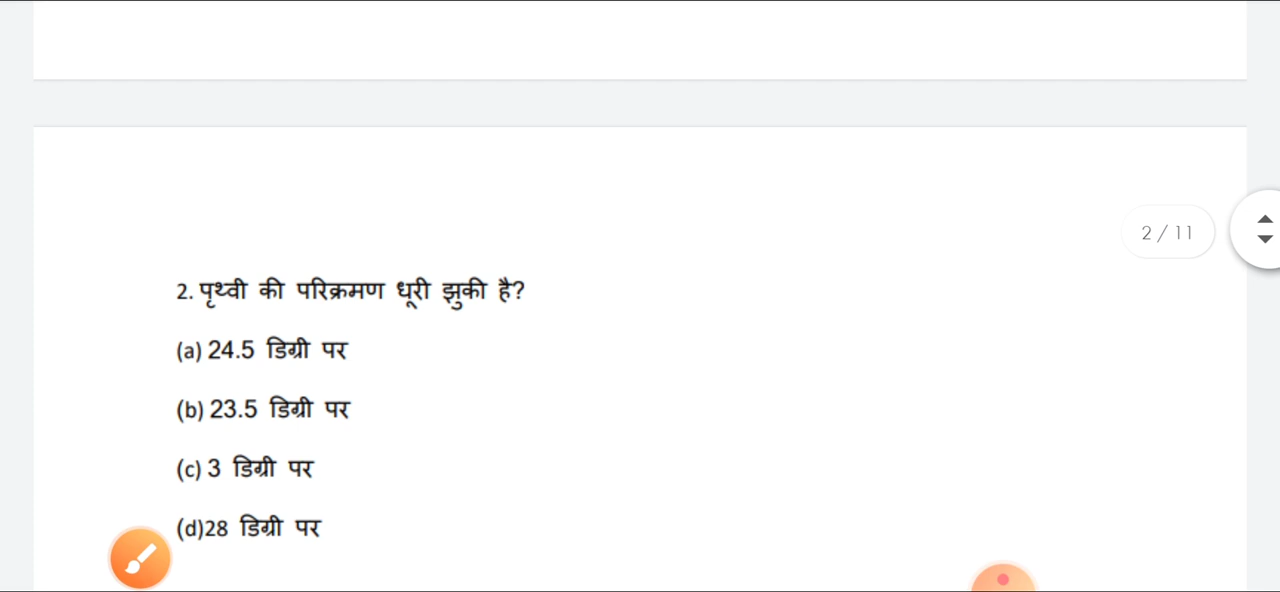 2 / 11
2. पृथ्वी की परिक्रमण धूरी झुकी है?
(a) 24.5 डिग्री पर
(b) 23.5 डिग्री पर
(c) 3 डिग्री पर
(d)28 डिग्री पर